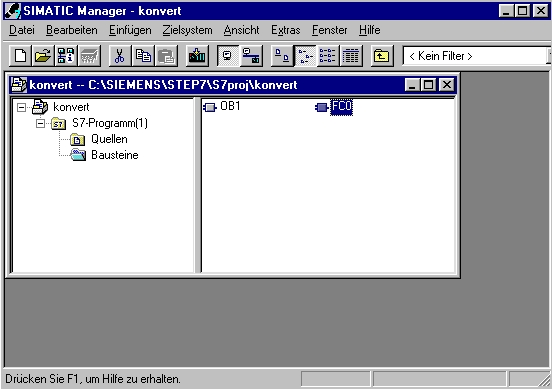 SIMATIC Manager - konvert
Datei Bearbeiten Einfügen Zielsystem Ansicht Extras Fenster Hilfe
< Kein Filter >
konvert -- C:\SIEMENS\STEP7\S7proj\konvert
konvert
S7-Programm(1)
Quellen
Bausteine
OB1 FC0
Drücken Sie F1, um Hilfe zu erhalten.